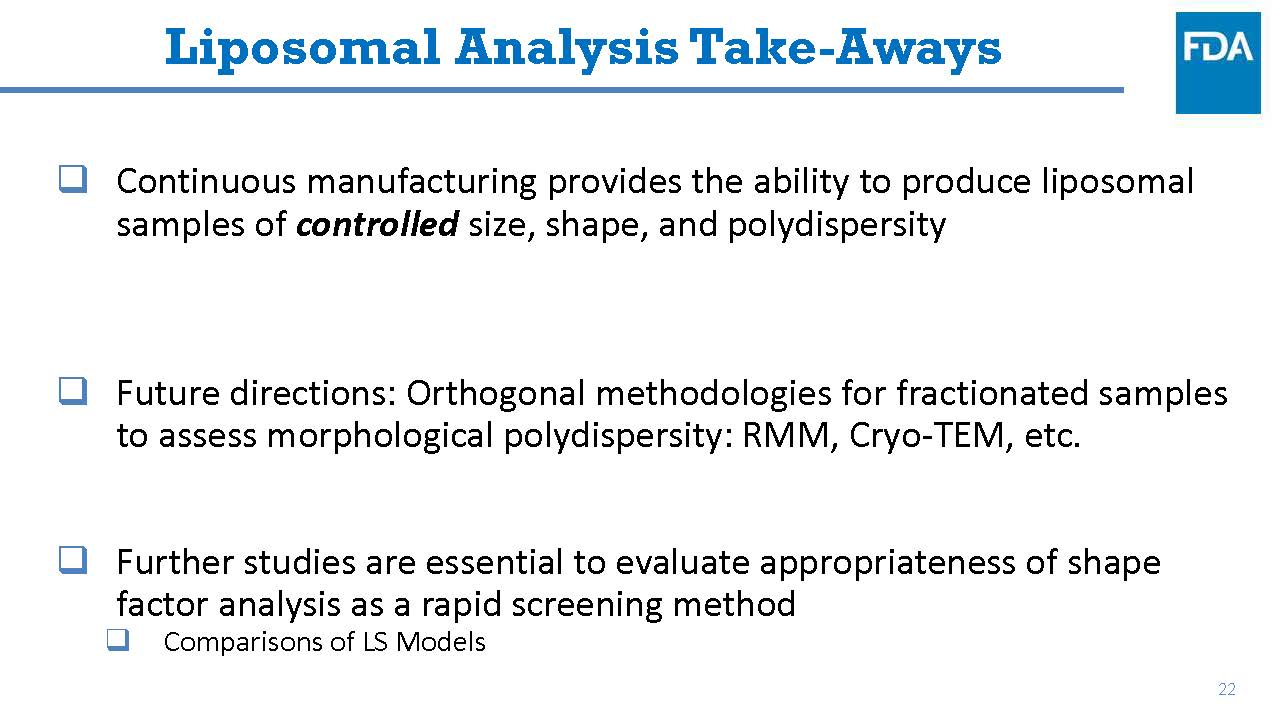 Liposomal Analysis Take-Aways
FDA
Continuous manufacturing provides the ability to produce liposomal
samples of controlled size, shape, and polydispersity
Future directions: Orthogonal methodologies for fractionated samples
to assess morphological polydispersity: RMM, Cryo-TEM, etc.
Further studies are essential to evaluate appropriateness of shape
factor analysis as a rapid screening method
Comparisons of LS Models
22